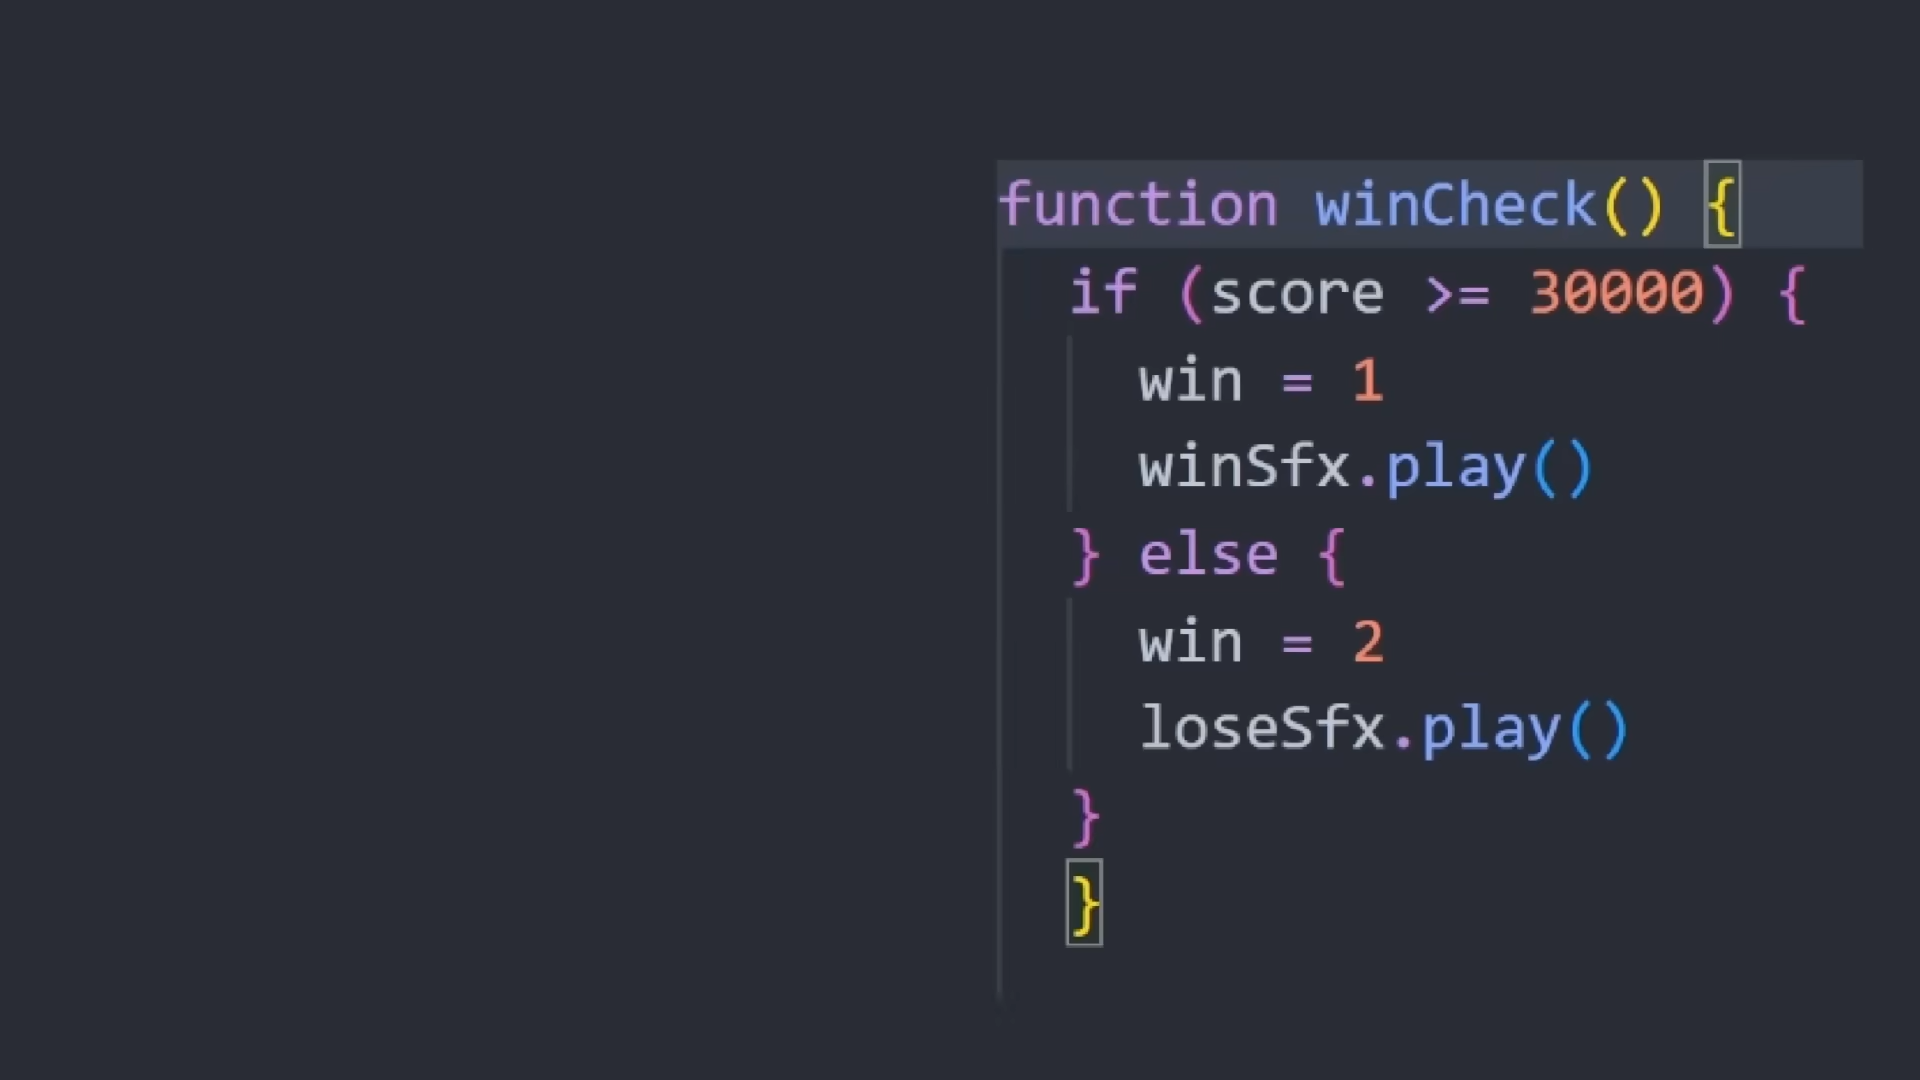 function winCheck() {
if (score >= 30000) {
win = 1
winSfx.play()
} else {
win = 2
loseSfx.play()
}
}